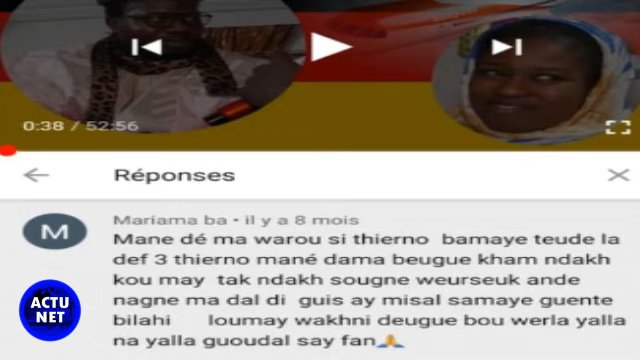 0:38 / 52:56
Réponses
M
Mariama ba • il y a 8 mois
Mane dé ma warou si thierno bamaye teude la
def 3 thierno mané dama beugue kham ndakh
kou may tak ndakh sougne weurseuk ande
nagne ma dal di guis ay misal samaye guente
bilahi loumay wakhni deugue bou werla yalla
na yalla guoudal say fan🙏
ACTU
NET